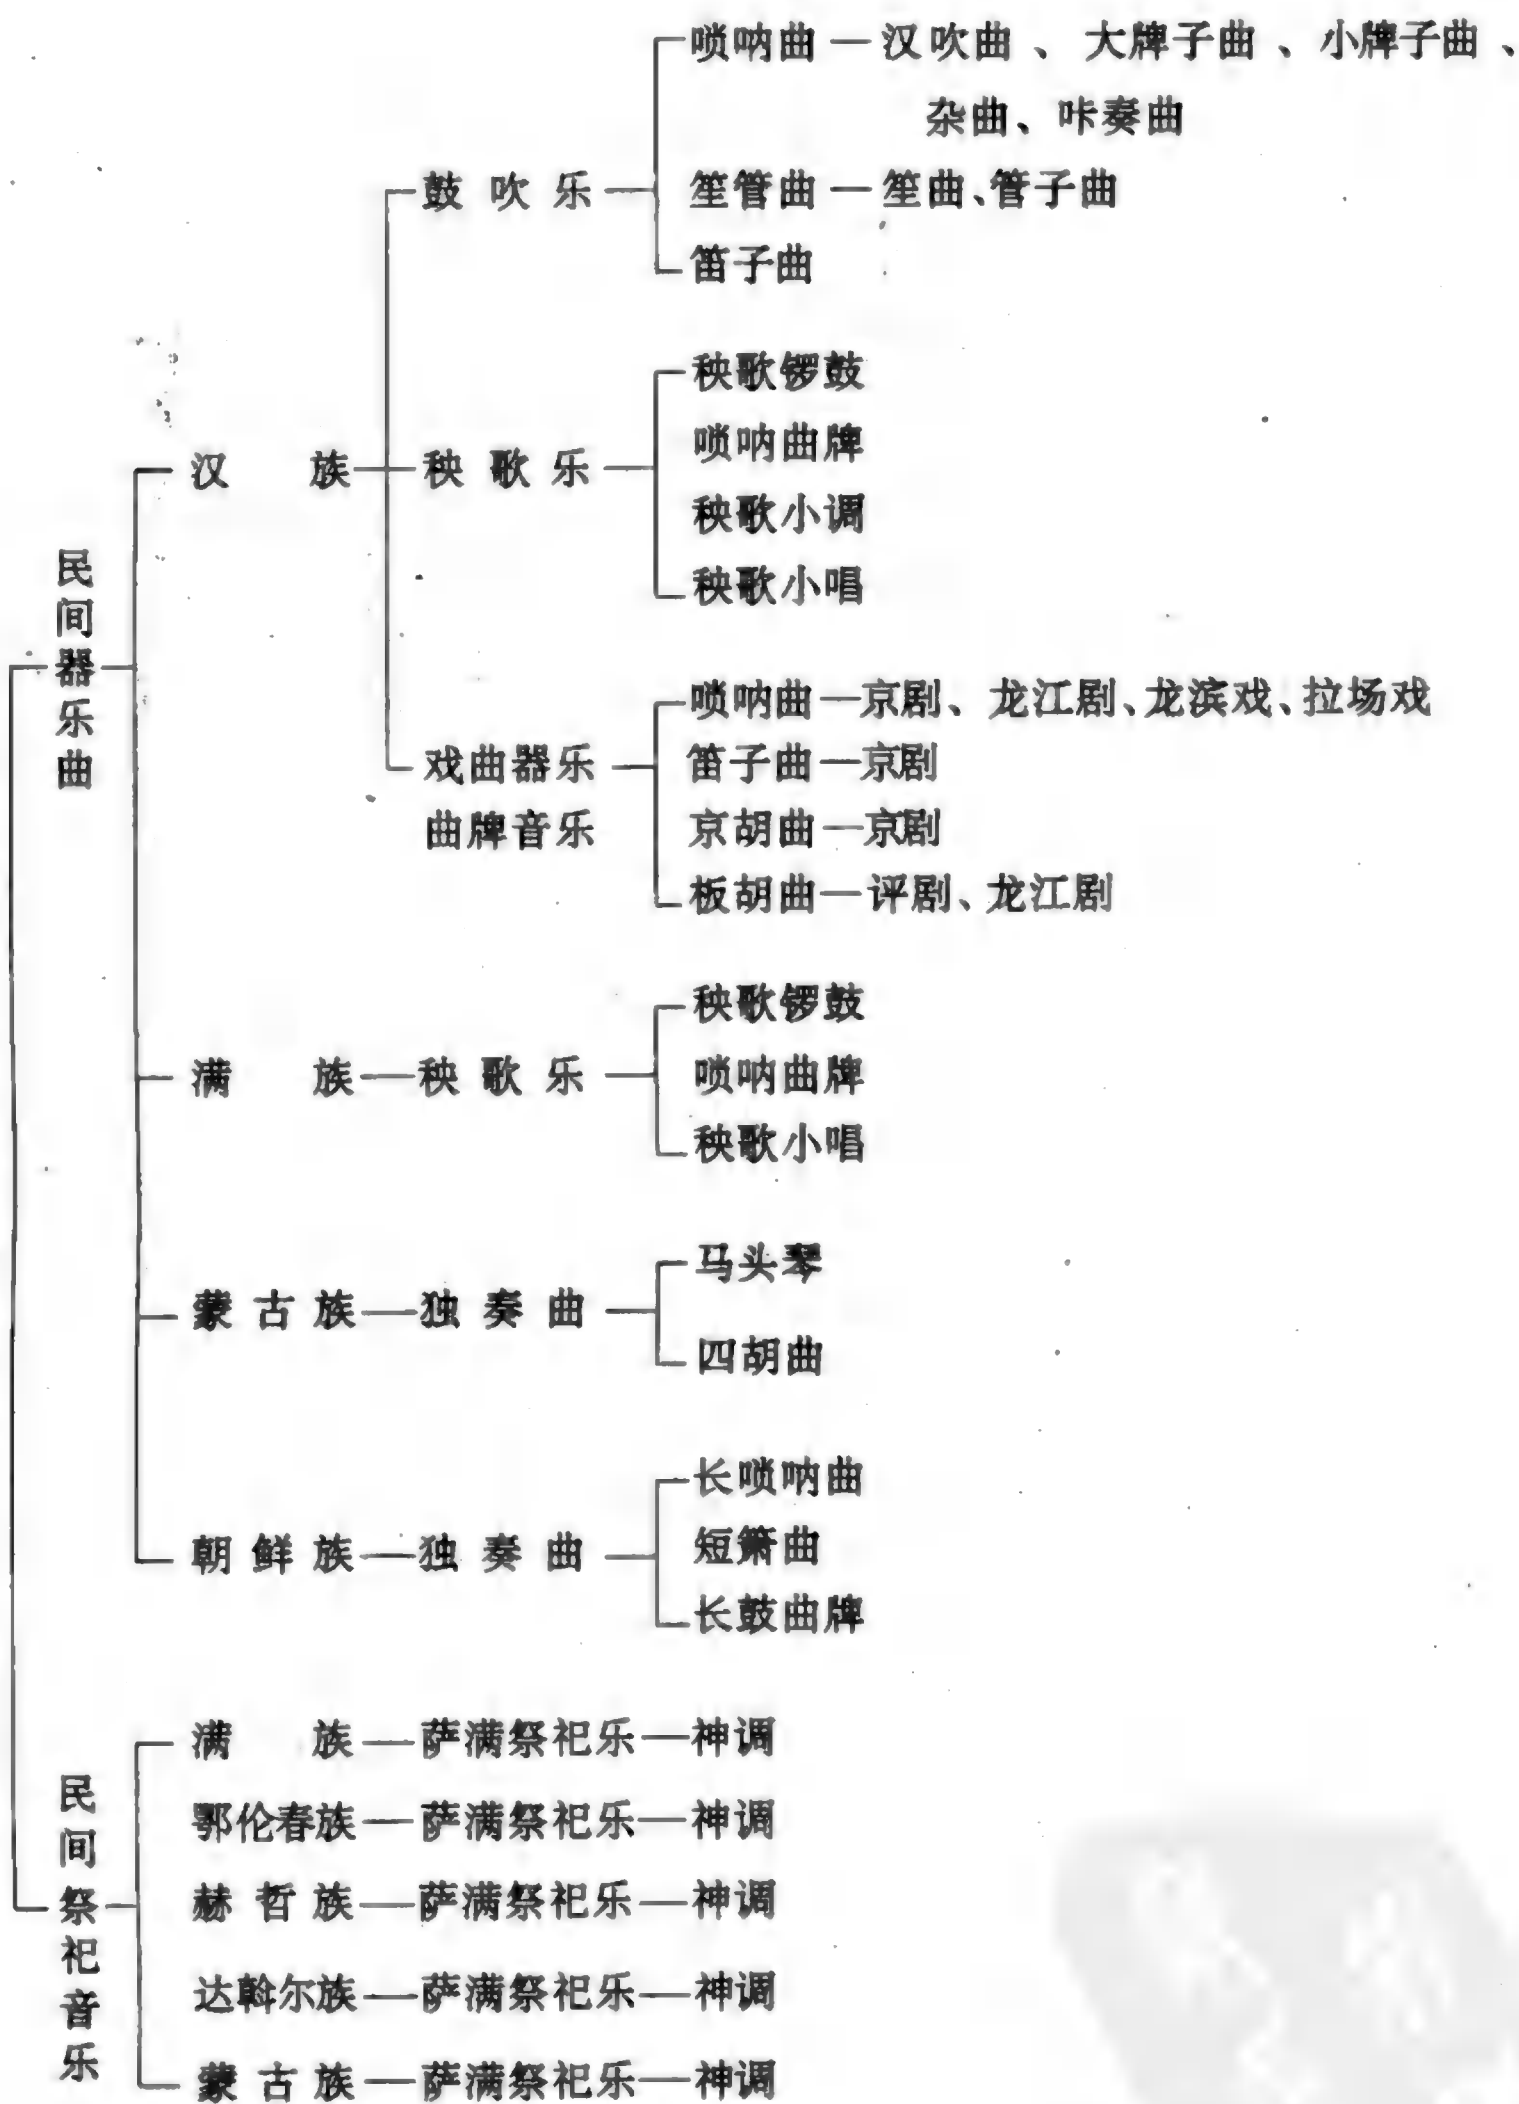 唢呐曲—汉吹曲、大牌子曲、小牌子曲、
杂曲、咔奏曲
鼓吹乐
笙管曲—笙曲、管子曲
笛子曲
秧歌锣鼓
唢呐曲牌
汉族—秧歌乐
秧歌小调
秧歌小唱
民间器乐曲
唢呐曲—京剧、龙江剧、龙滨戏、拉场戏
戏曲器乐
笛子曲—京剧
曲牌音乐
京胡曲—京剧
板胡曲—评剧、龙江剧
秧歌锣鼓
满族—秧歌乐
唢呐曲牌
秧歌小唱
马头琴
蒙古族—独奏曲
四胡曲
长唢呐曲
朝鲜族—独奏曲
短箫曲
长鼓曲牌
民间祭祀音乐
满族—萨满祭祀乐—神调
鄂伦春族—萨满祭祀乐—神调
赫哲族—萨满祭祀乐—神调
达斡尔族—萨满祭祀乐—神调
蒙古族—萨满祭祀乐—神调